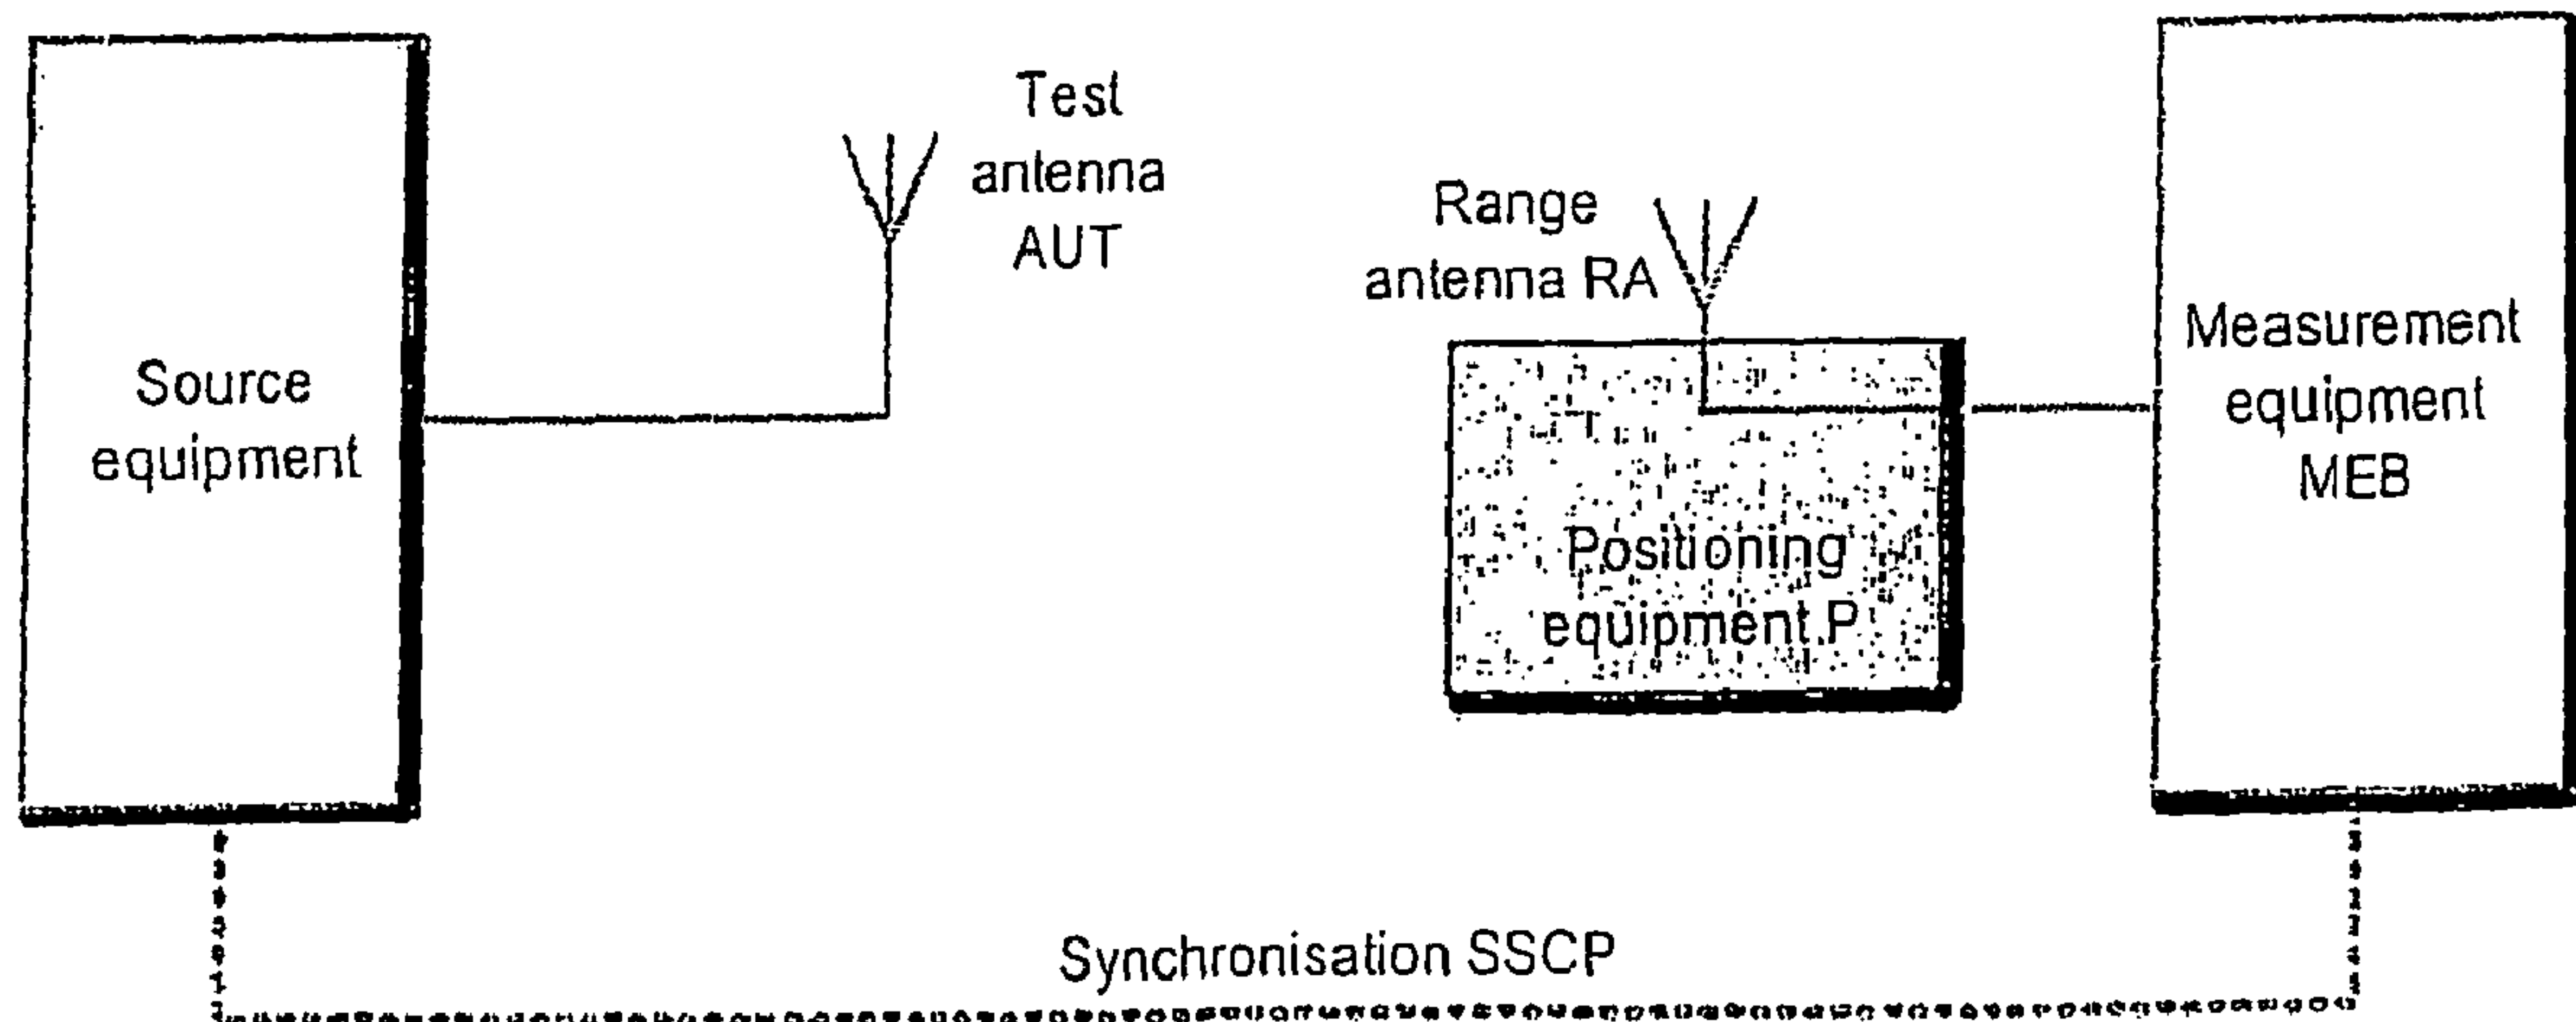 Source
equipment
Test
antenna
AUT
Range
antenna RA
Positioning
equipment P
Measurement
equipment
MEB
Synchronisation SSCP